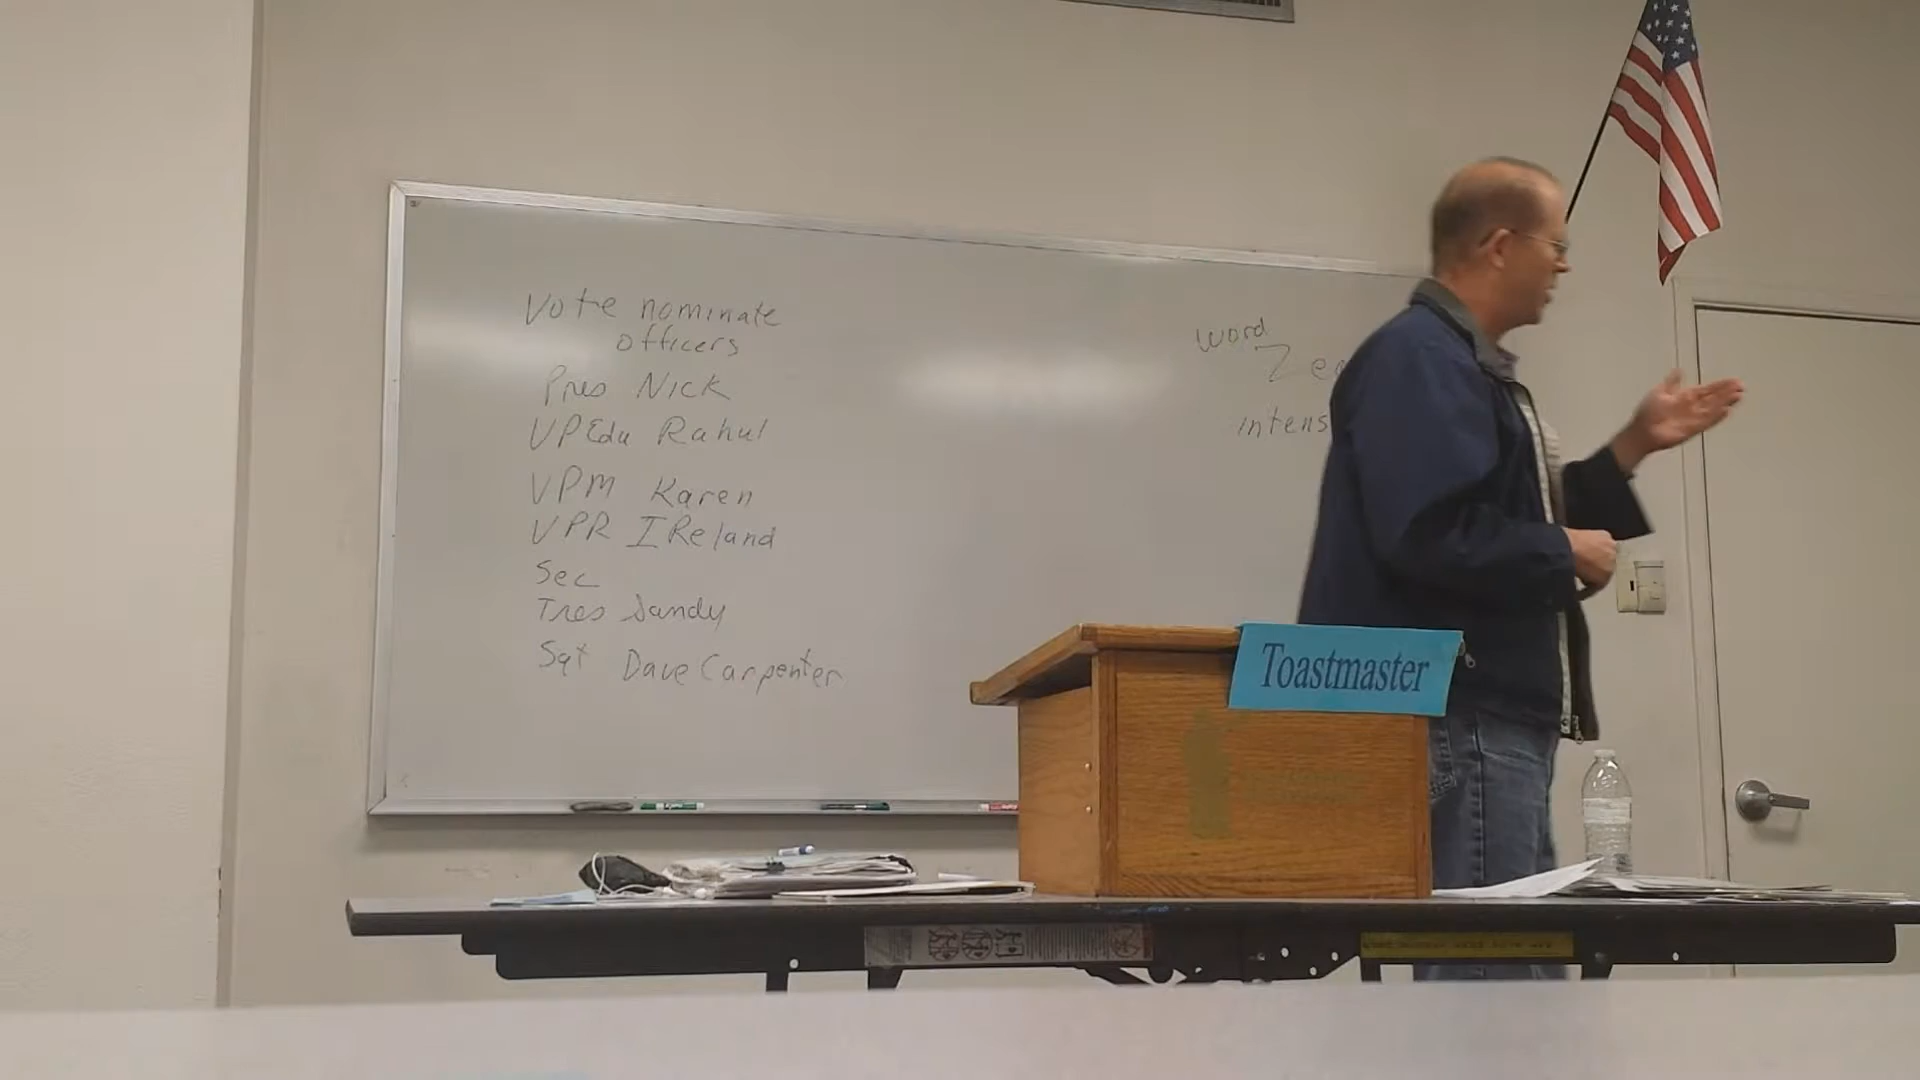 Vote nominate
officers
Pres Nick
VPEdu Rahul
VPM Karen
VPR IReland
Sec
Tres Sandy
Sgt Dave Carpenter
word
Toastmaster